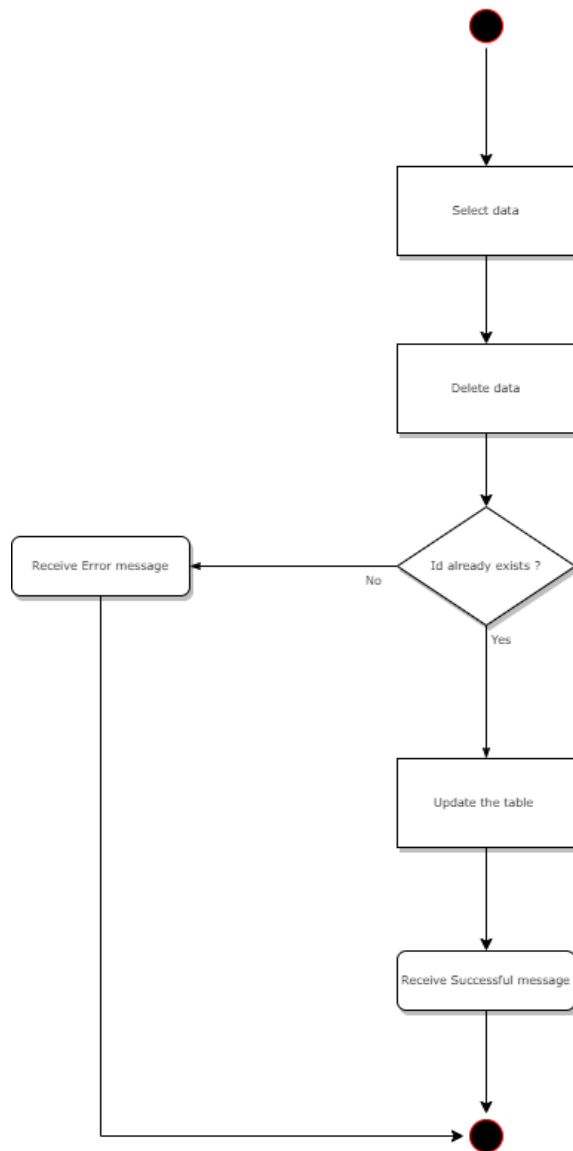 Select data
Delete data
Id already exists ?
Receive Error message
No
Yes
Update the table
Receive Successful message